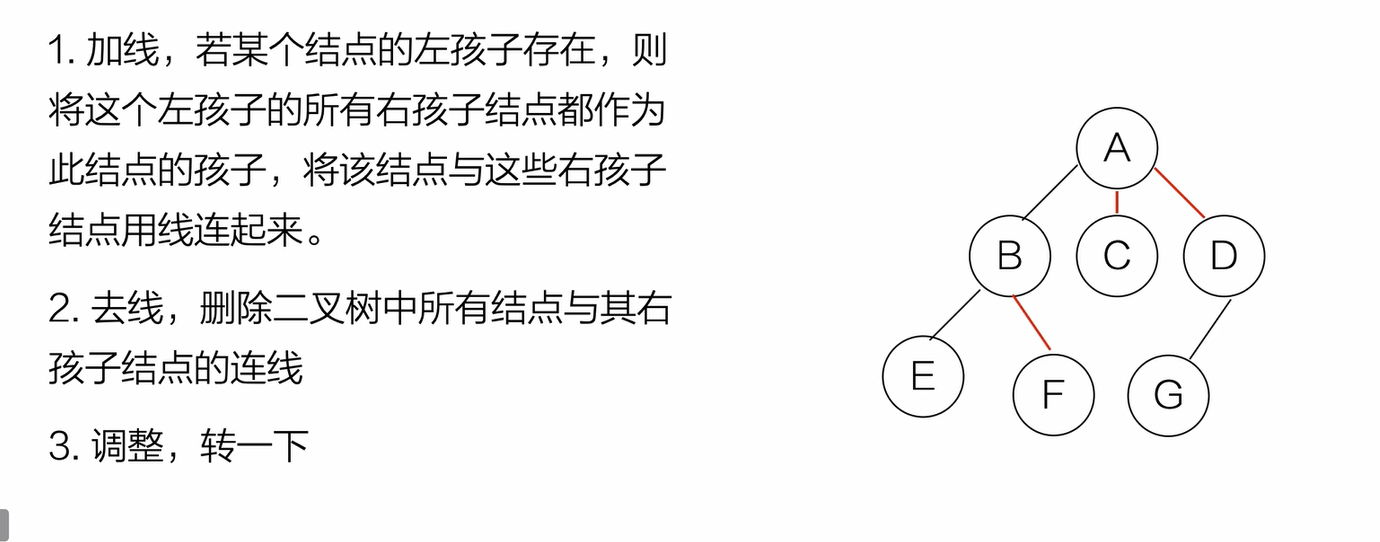 1. 加线，若某个结点的左孩子存在，则
将这个左孩子的所有右孩子结点都作为
此结点的孩子，将该结点与这些右孩子
结点用线连起来。
2. 去线，删除二叉树中所有结点与其右
孩子结点的连线
3. 调整，转一下
A
B C D
E F G